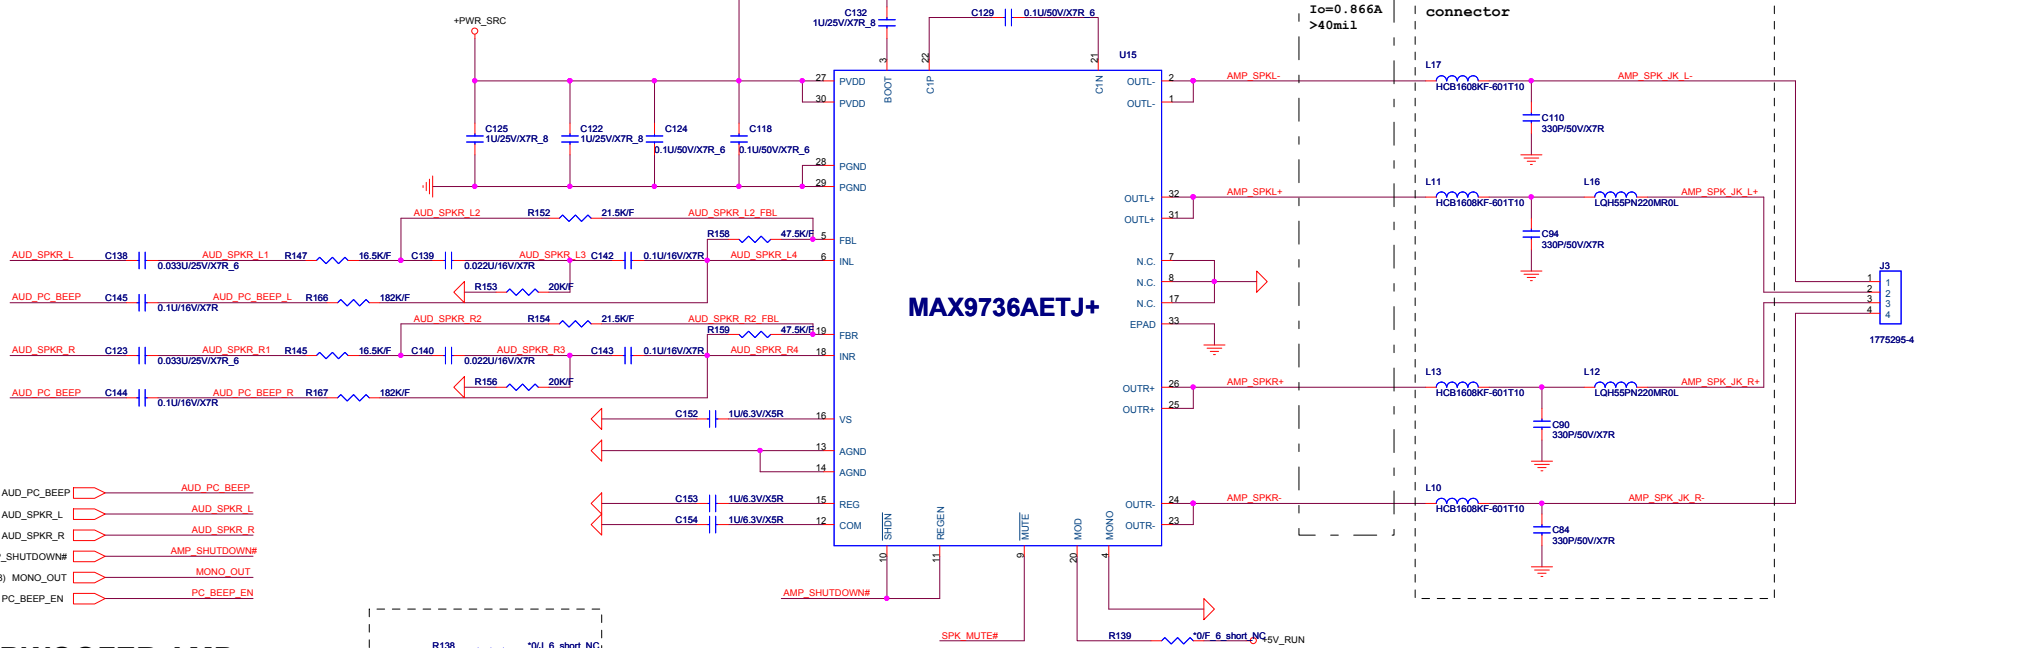 Io=0.866A
>40mil
connector
+PWR_SRC
C132
1U/25V/X7R_8
C129 0.1U/50V/X7R_6
3
22
21
U15
27 PVDD
30 PVDD
BOOT
C1P
C1N
OUTL- 2
OUTL- 1
AMP_SPKL-
L17
HCB1608KF-601T10
AMP_SPK_JK_L-
C125
1U/25V/X7R_8
C122
1U/25V/X7R_8
C124
0.1U/50V/X7R_6
C118
0.1U/50V/X7R_6
C110
330P/50V/X7R
28 PGND
29 PGND
OUTL+ 32
OUTL+ 31
AMP_SPKL+
L11
HCB1608KF-601T10
L16
LQH55PN220MR0L
AMP_SPK_JK_L+
C94
330P/50V/X7R
AUD_SPKR_L2 R152 21.5K/F AUD_SPKR_L2_FBL
R158 47.5K/F 5 FBL
AUD_SPKR_L C138 0.033U/25V/X7R_6 AUD_SPKR_L1 R147 16.5K/F C139 0.022U/16V/X7R AUD_SPKR_L3 C142 0.1U/16V/X7R AUD_SPKR_L4 6 INL
R153 20K/F
AUD_PC_BEEP C145 0.1U/16V/X7R AUD_PC_BEEP_L R166 182K/F
N.C. 7
N.C. 8
N.C. 17
EPAD 33
MAX9736AETJ+
J3
1 1
2 2
3 3
4 4
1775295-4
AUD_SPKR_R2 R154 21.5K/F AUD_SPKR_R2_FBL
R159 47.5K/F 19 FBR
AUD_SPKR_R C123 0.033U/25V/X7R_6 AUD_SPKR_R1 R145 16.5K/F C140 0.022U/16V/X7R AUD_SPKR_R3 C143 0.1U/16V/X7R AUD_SPKR_R4 18 INR
R156 20K/F
AUD_PC_BEEP C144 0.1U/16V/X7R AUD_PC_BEEP_R R167 182K/F
OUTR+ 26
OUTR+ 25
AMP_SPKR+
L13
HCB1608KF-601T10
L12
LQH55PN220MR0L
AMP_SPK_JK_R+
C90
330P/50V/X7R
C152 1U/6.3V/X5R 16 VS
13 AGND
14 AGND
C153 1U/6.3V/X5R 15 REG
C154 1U/6.3V/X5R 12 COM
OUTR- 24
OUTR- 23
AMP_SPKR-
L10
HCB1608KF-601T10
AMP_SPK_JK_R-
C84
330P/50V/X7R
SHDN
REGEN
MUTE
MOD
MONO
10
11
9
20
4
AUD_PC_BEEP AUD_PC_BEEP
AUD_SPKR_L AUD_SPKR_L
AUD_SPKR_R AUD_SPKR_R
P_SHUTDOWN# AMP_SHUTDOWN#
) MONO_OUT MONO_OUT
PC_BEEP_EN PC_BEEP_EN
AMP_SHUTDOWN#
SPK_MUTE#
R139 *0/F_6_short_NC +5V_RUN
R138 *0/J_6_short_NC